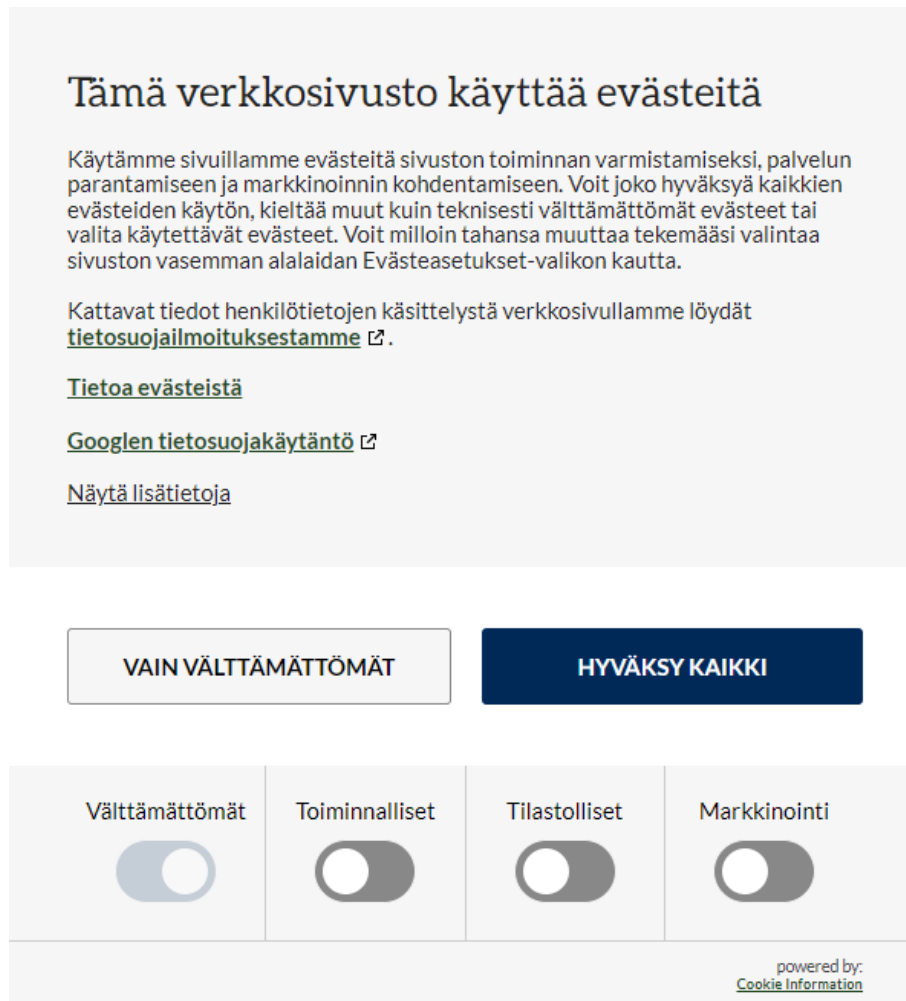 Tämä verkkosivusto käyttää evästeitä
Käytämme sivuillamme evästeitä sivuston toiminnan varmistamiseksi, palvelun
parantamiseen ja markkinoinnin kohdentamiseen. Voit joko hyväksyä kaikkien
evästeiden käytön, kieltää muut kuin teknisesti välttämättömät evästeet tai
valita käytettävät evästeet. Voit milloin tahansa muuttaa tekemääsi valintaa
sivuston vasemman alalaidan Evästeasetukset-valikon kautta.
Kattavat tiedot henkilötietojen käsittelystä verkkosivullamme löydät
tietosuojailmoituksestamme.
Tietoa evästeistä
Googlen tietosuojakäytäntö
Näytä lisätietoja
VAIN VÄLTTÄMÄTTÖMÄT
HYVÄKSY KAIKKI
Välttämättömät
Toiminnalliset
Tilastolliset
Markkinointi
powered by:
Cookie Information